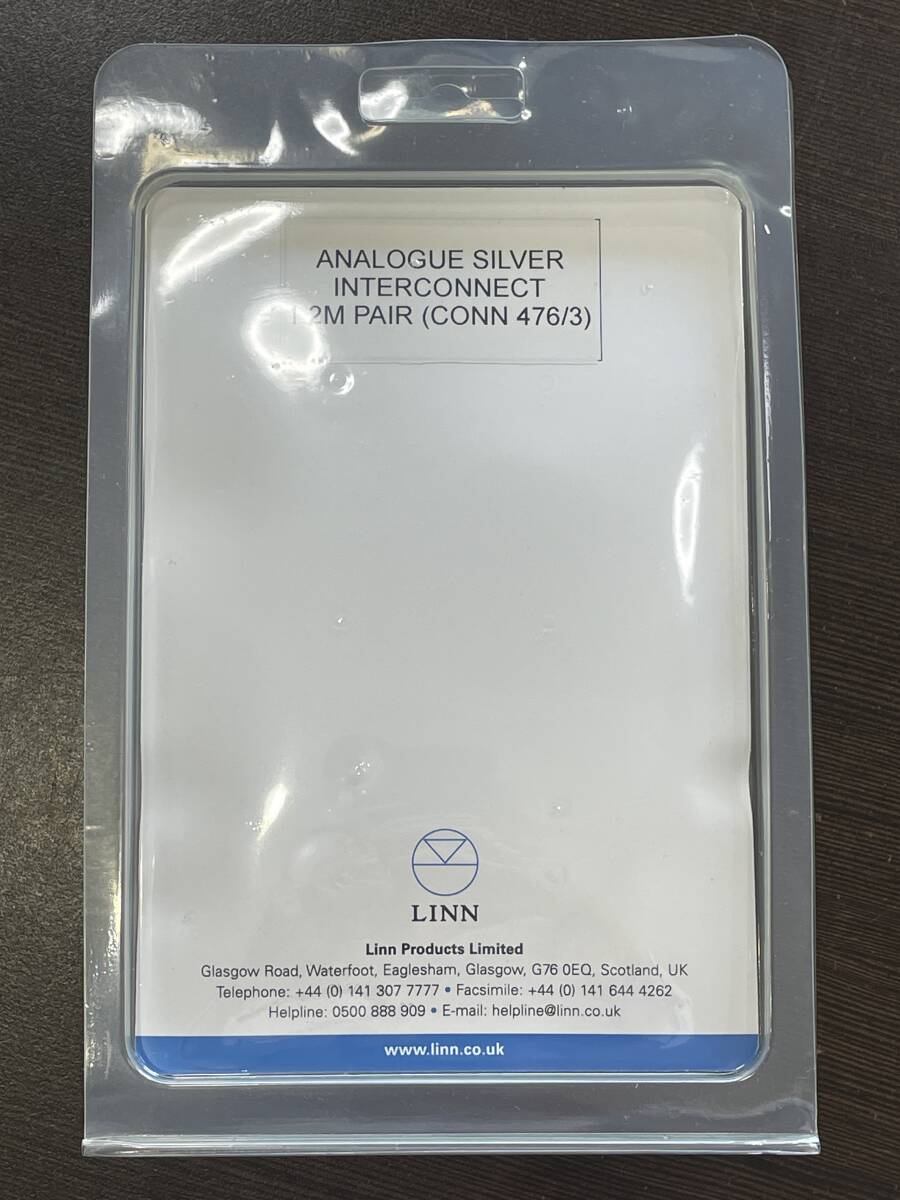 ANALOGUE SILVER
INTERCONNECT
PAIR (CONN 476/3)
LINN
Linn Products Limited
Glasgow Road, Waterfoot, Eaglesham, Glasgow, G76 0EQ, Scotland, UK
Telephone: +44 (0) 141 307 7777 • Facsimile: +44 (0) 141 644 4262
Helpline: 0500 888 909 • E-mail: helpline@linn.co.uk
www.linn.co.uk